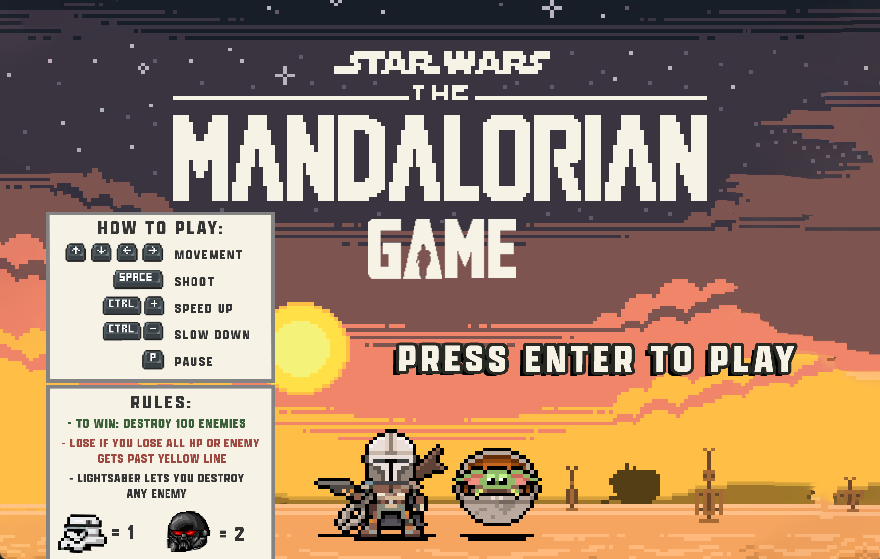 STAR WARS
THE
MANDALORIAN
GAME
HOW TO PLAY:
↑ ↓ ← → MOVEMENT
SPACE SHOOT
CTRL + SPEED UP
CTRL - SLOW DOWN
P PAUSE
PRESS ENTER TO PLAY
RULES:
- TO WIN: DESTROY 100 ENEMIES
- LOSE IF YOU LOSE ALL HP OR ENEMY
GETS PAST YELLOW LINE
- LIGHTSABER LETS YOU DESTROY
ANY ENEMY
= 1 = 2